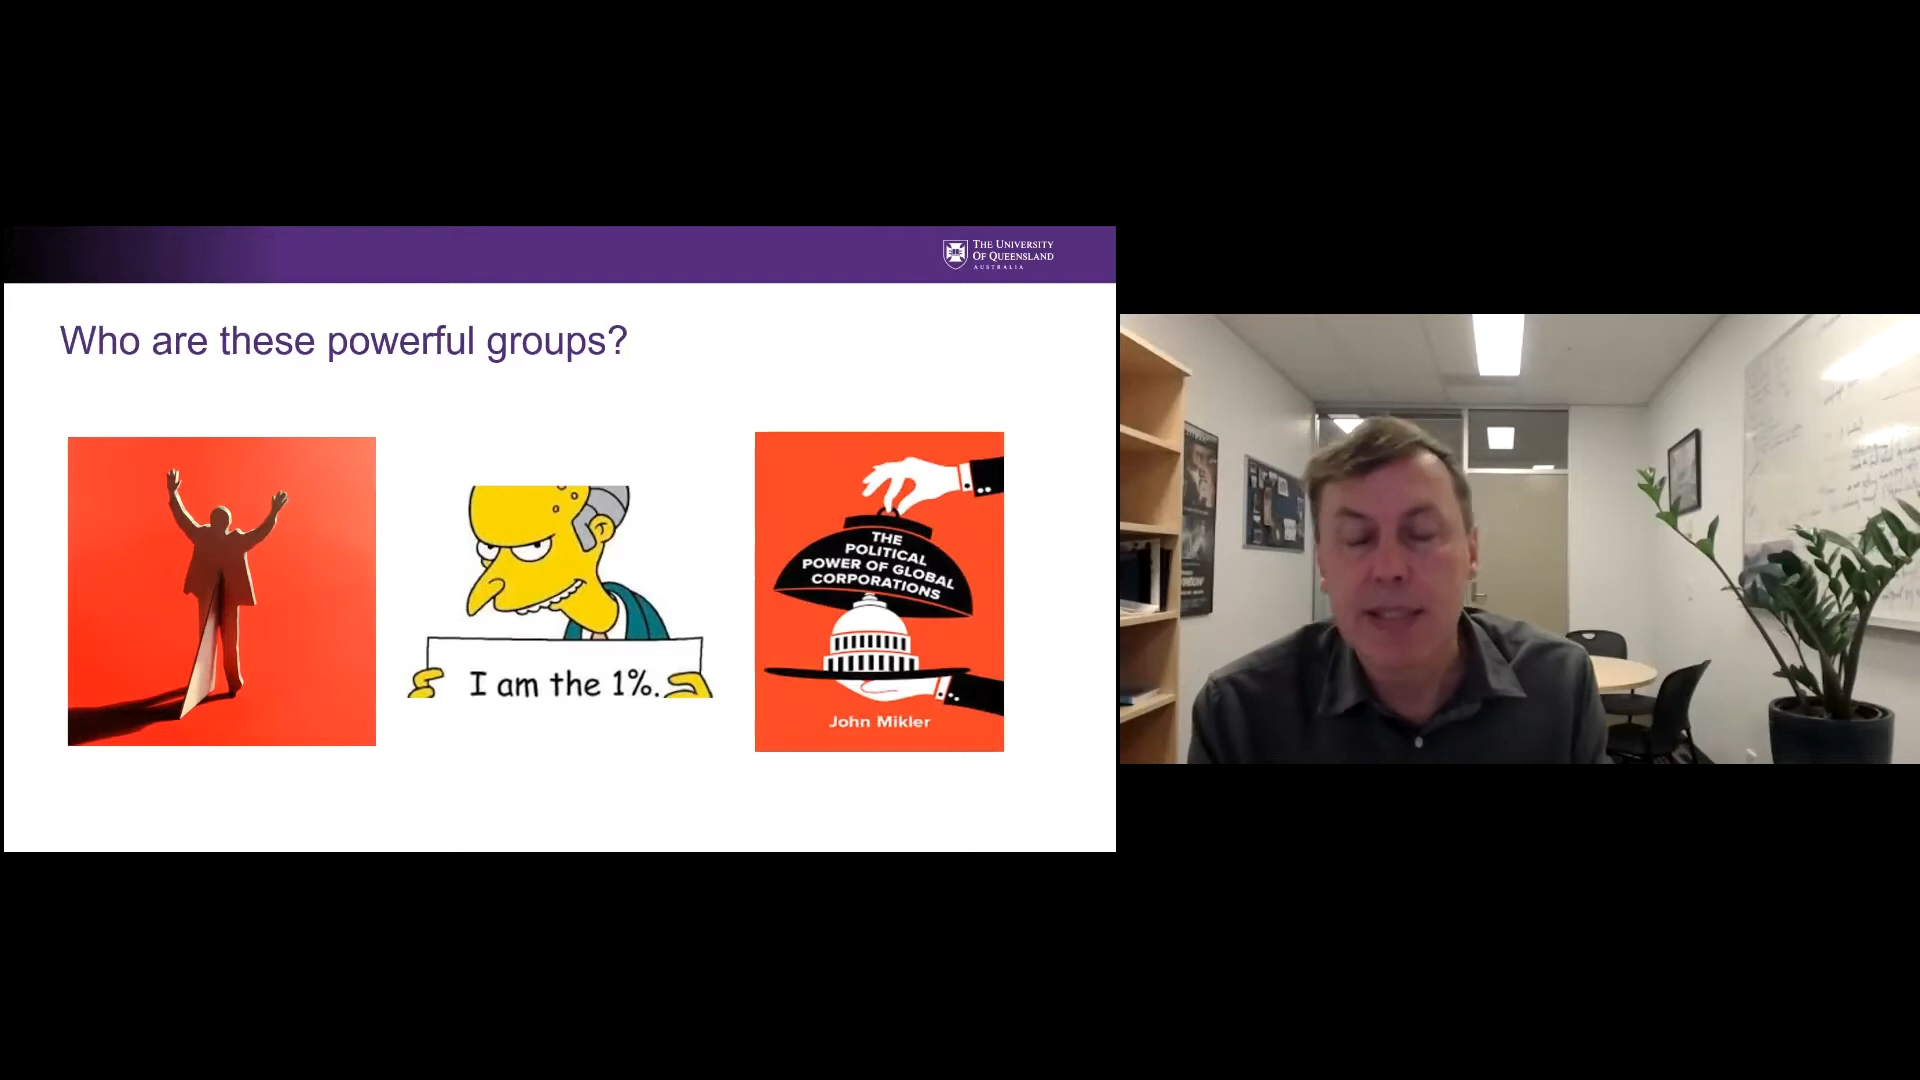 THE UNIVERSITY
OF QUEENSLAND
AUSTRALIA
Who are these powerful groups?
I am the 1%.
THE
POLITICAL
POWER OF GLOBAL
CORPORATIONS
John Mikler